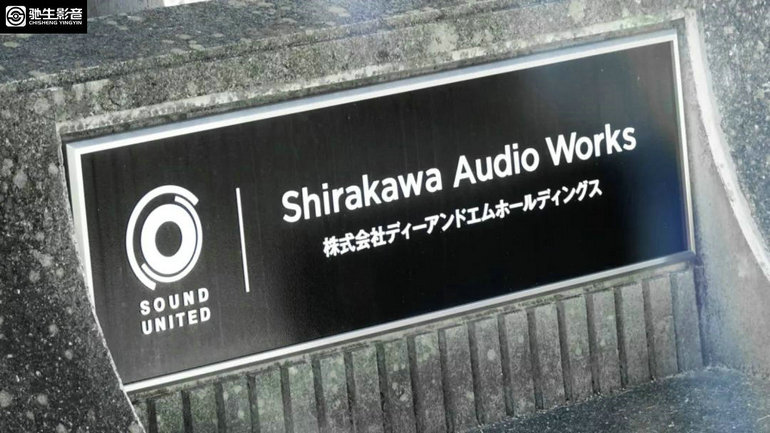 驰生影音
CHISHENG YINGYIN
Shirakawa Audio Works
株式会社ディーアンドエムホールディングス
SOUND
UNITED